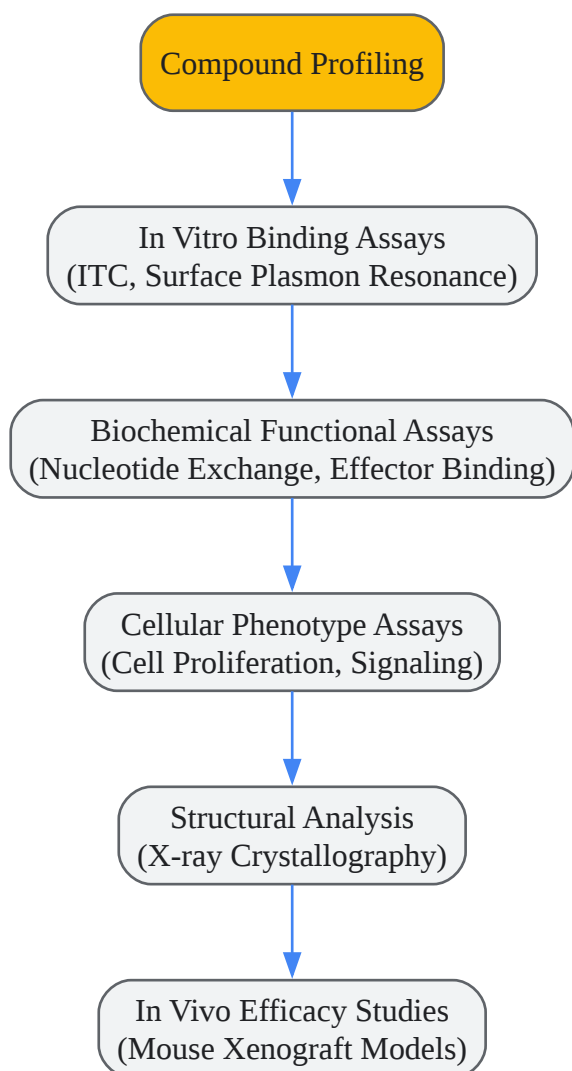 Compound Profiling
In Vitro Binding Assays
(ITC, Surface Plasmon Resonance)
Biochemical Functional Assays
(Nucleotide Exchange, Effector Binding)
Cellular Phenotype Assays
(Cell Proliferation, Signaling)
Structural Analysis
(X-ray Crystallography)
In Vivo Efficacy Studies
(Mouse Xenograft Models)